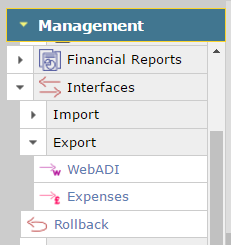 Management
Financial Reports
Interfaces
Import
Export
WebADI
Expenses
Rollback